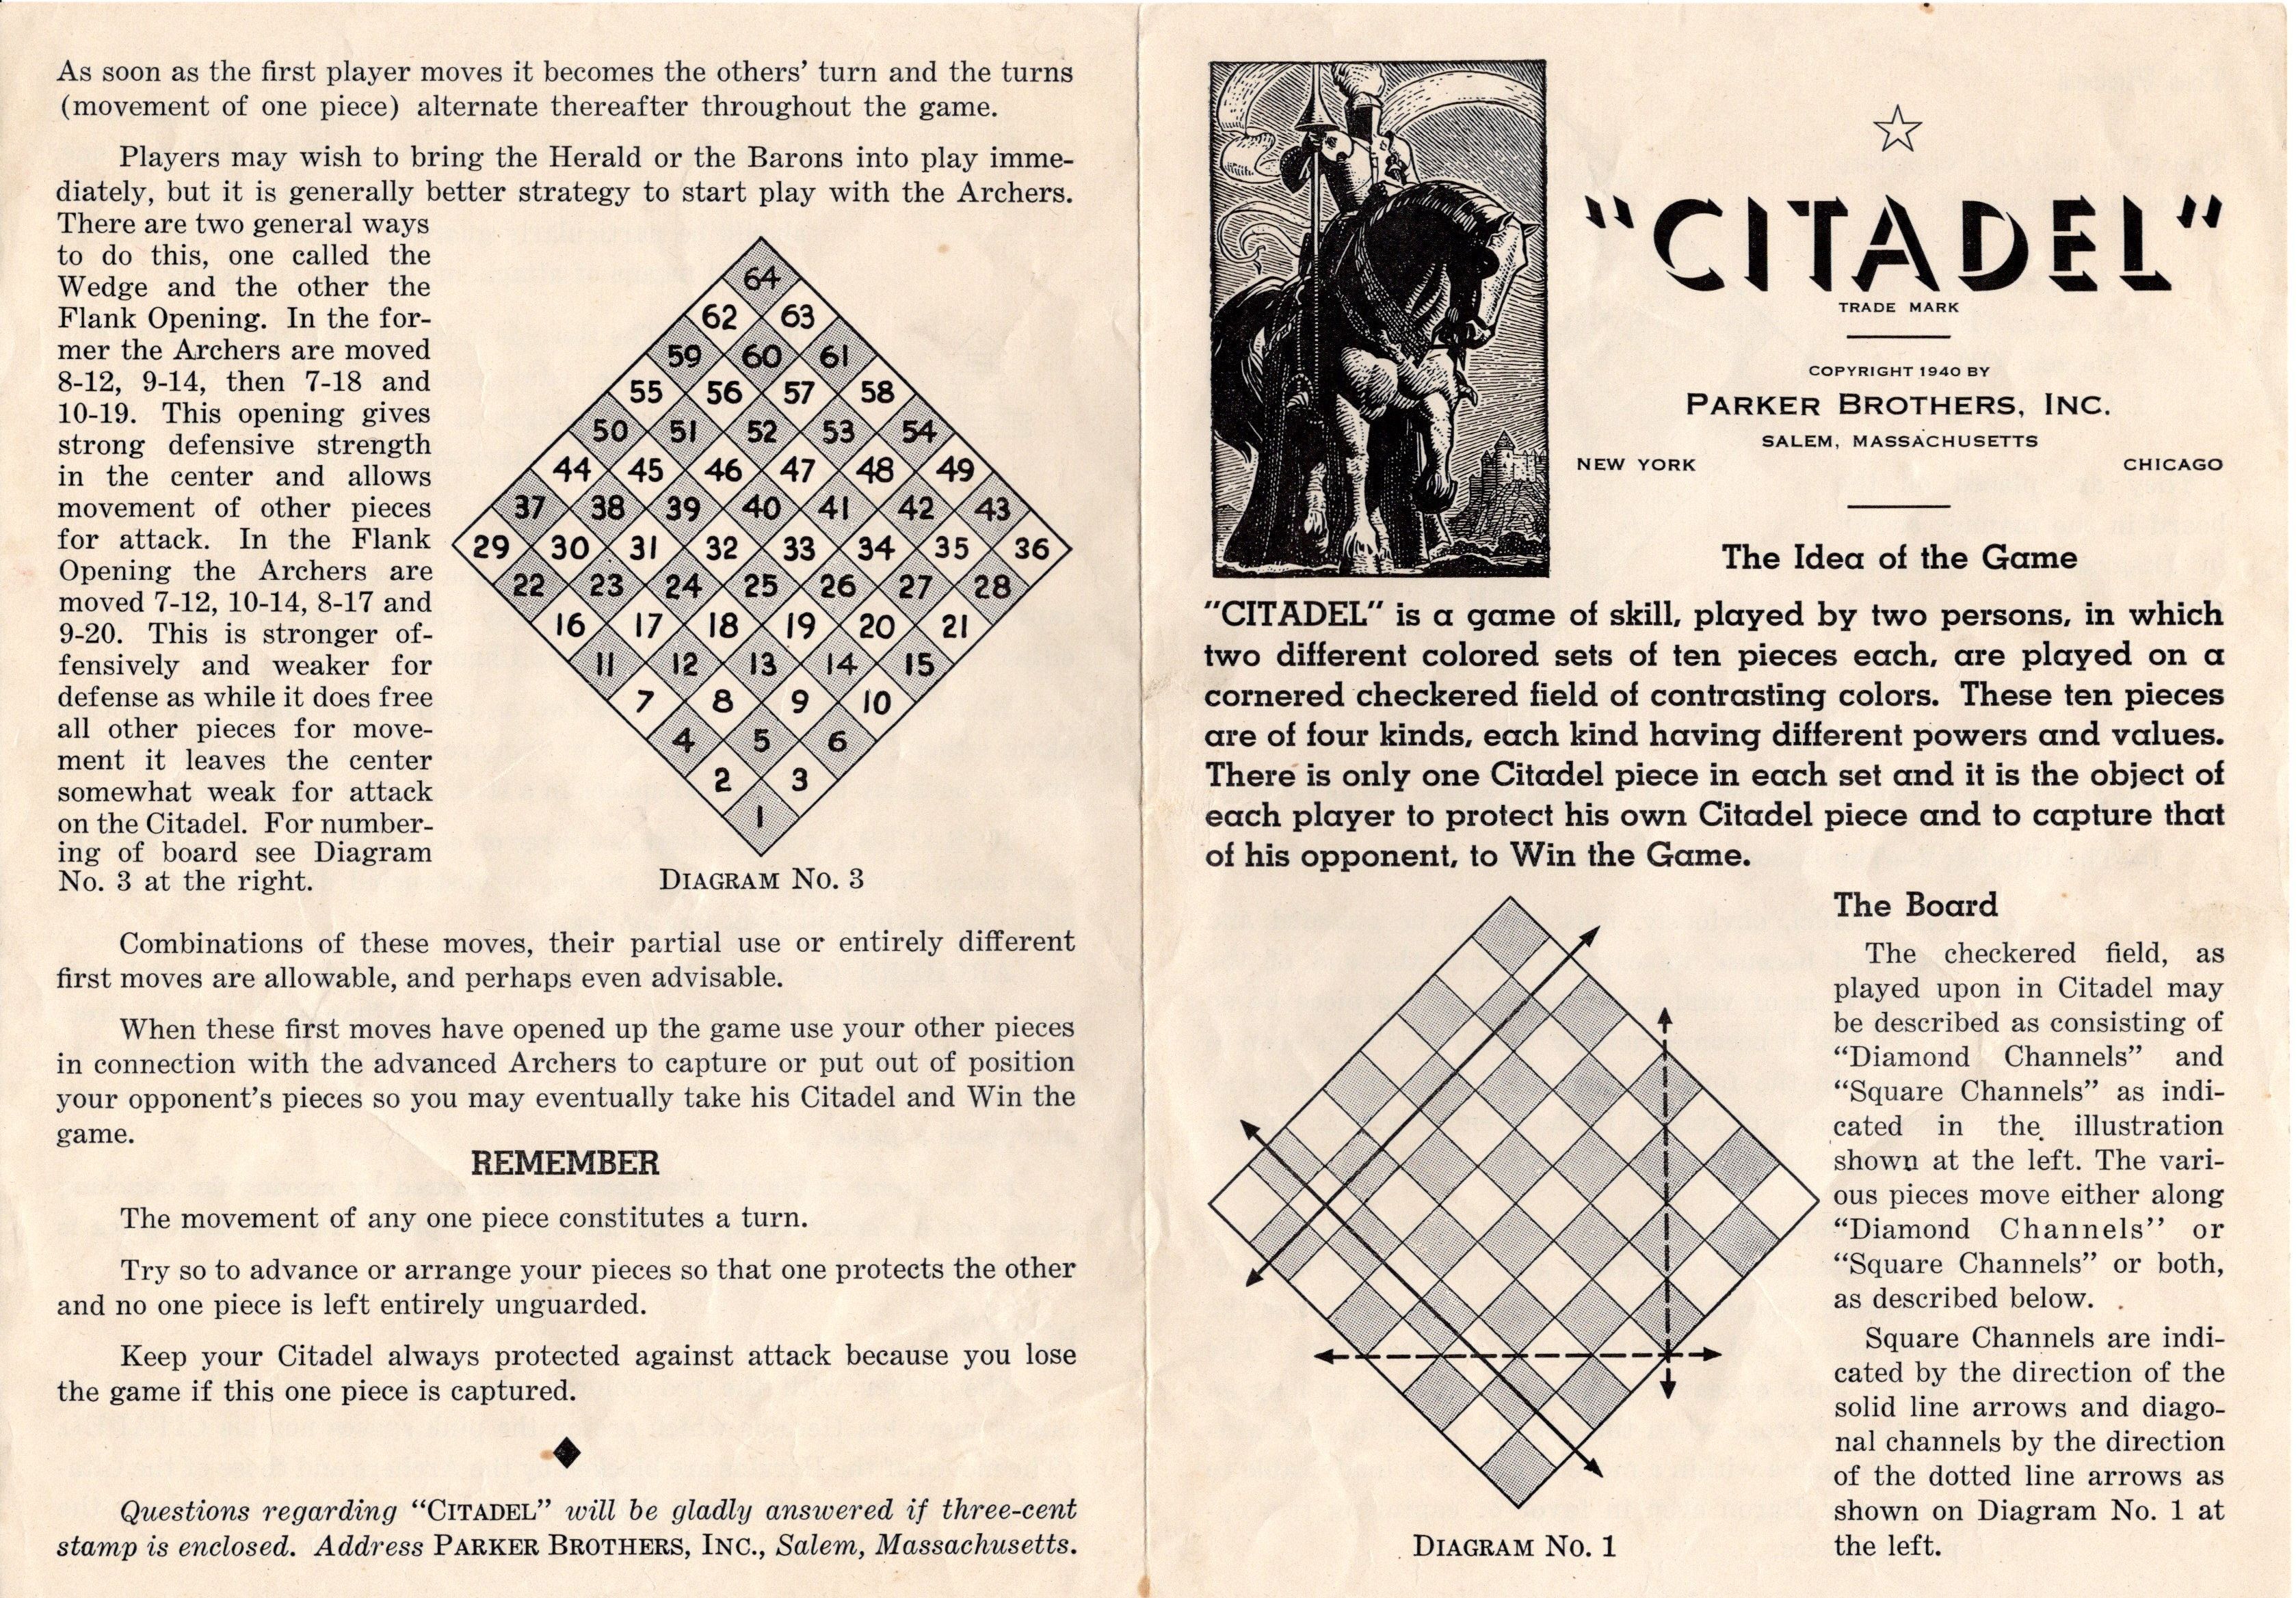 As soon as the first player moves it becomes the others' turn and the turns
(movement of one piece) alternate thereafter throughout the game.
Players may wish to bring the Herald or the Barons into play imme-
diately, but it is generally better strategy to start play with the Archers.
There are two general ways
to do this, one called the
Wedge and the other the
Flank Opening. In the for-
mer the Archers are moved
8-12, 9-14, then 7-18 and
10-19. This opening gives
strong defensive strength
in the center and allows
movement of other pieces
for attack. In the Flank
Opening the Archers are
moved 7-12, 10-14, 8-17 and
9-20. This is stronger of-
fensively and weaker for
defense as while it does free
all other pieces for move-
ment it leaves the center
somewhat weak for attack
on the Citadel. For number-
ing of board see Diagram
No. 3 at the right.
64
62 63
59 60 61
55 56 57 58
50 51 52 53 54
44 45 46 47 48 49
37 38 39 40 41 42 43
29 30 31 32 33 34 35 36
22 23 24 25 26 27 28
16 17 18 19 20 21
11 12 13 14 15
7 8 9 10
4 5 6
2 3
1
DIAGRAM NO. 3
Combinations of these moves, their partial use or entirely different
first moves are allowable, and perhaps even advisable.
When these first moves have opened up the game use your other pieces
in connection with the advanced Archers to capture or put out of position
your opponent's pieces so you may eventually take his Citadel and Win the
game.
REMEMBER
The movement of any one piece constitutes a turn.
Try so to advance or arrange your pieces so that one protects the other
and no one piece is left entirely unguarded.
Keep your Citadel always protected against attack because you lose
the game if this one piece is captured.
Questions regarding "CITADEL" will be gladly answered if three-cent
stamp is enclosed. Address PARKER BROTHERS, INC., Salem, Massachusetts.
"CITADEL"
TRADE MARK
COPYRIGHT 1940 BY
PARKER BROTHERS, INC.
SALEM, MASSACHUSETTS
NEW YORK CHICAGO
The Idea of the Game
"CITADEL" is a game of skill, played by two persons, in which
two different colored sets of ten pieces each, are played on a
cornered checkered field of contrasting colors. These ten pieces
are of four kinds, each kind having different powers and values.
There is only one Citadel piece in each set and it is the object of
each player to protect his own Citadel piece and to capture that
of his opponent, to Win the Game.
DIAGRAM NO. 1
The Board
The checkered field, as
played upon in Citadel may
be described as consisting of
"Diamond Channels" and
"Square Channels" as indi-
cated in the illustration
shown at the left. The vari-
ous pieces move either along
"Diamond Channels" or
"Square Channels" or both,
as described below.
Square Channels are indi-
cated by the direction of the
solid line arrows and diago-
nal channels by the direction
of the dotted line arrows as
shown on Diagram No. 1 at
the left.